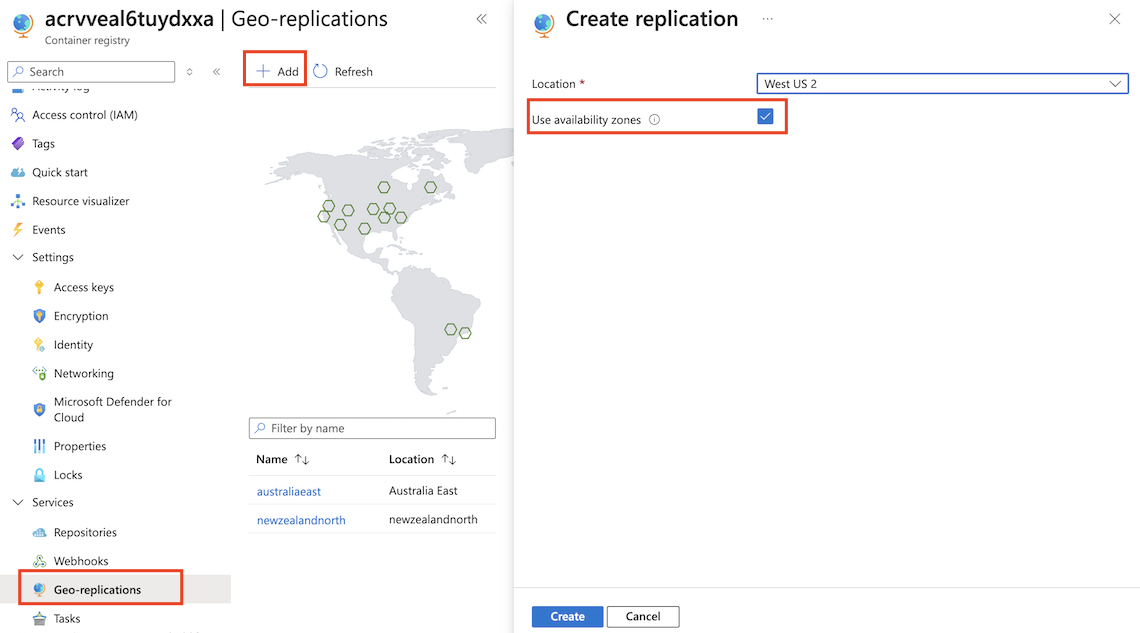 acrvveal6tuydxxa | Geo-replications
Container registry
Search
Add
Refresh
Activity log
Access control (IAM)
Tags
Quick start
Resource visualizer
Events
Settings
Access keys
Encryption
Identity
Networking
Microsoft Defender for
Cloud
Properties
Locks
Services
Repositories
Webhooks
Geo-replications
Tasks
Filter by name
Name Location
australiaeast Australia East
newzealandnorth newzealandnorth
Create replication
Location * West US 2
Use availability zones
Create Cancel